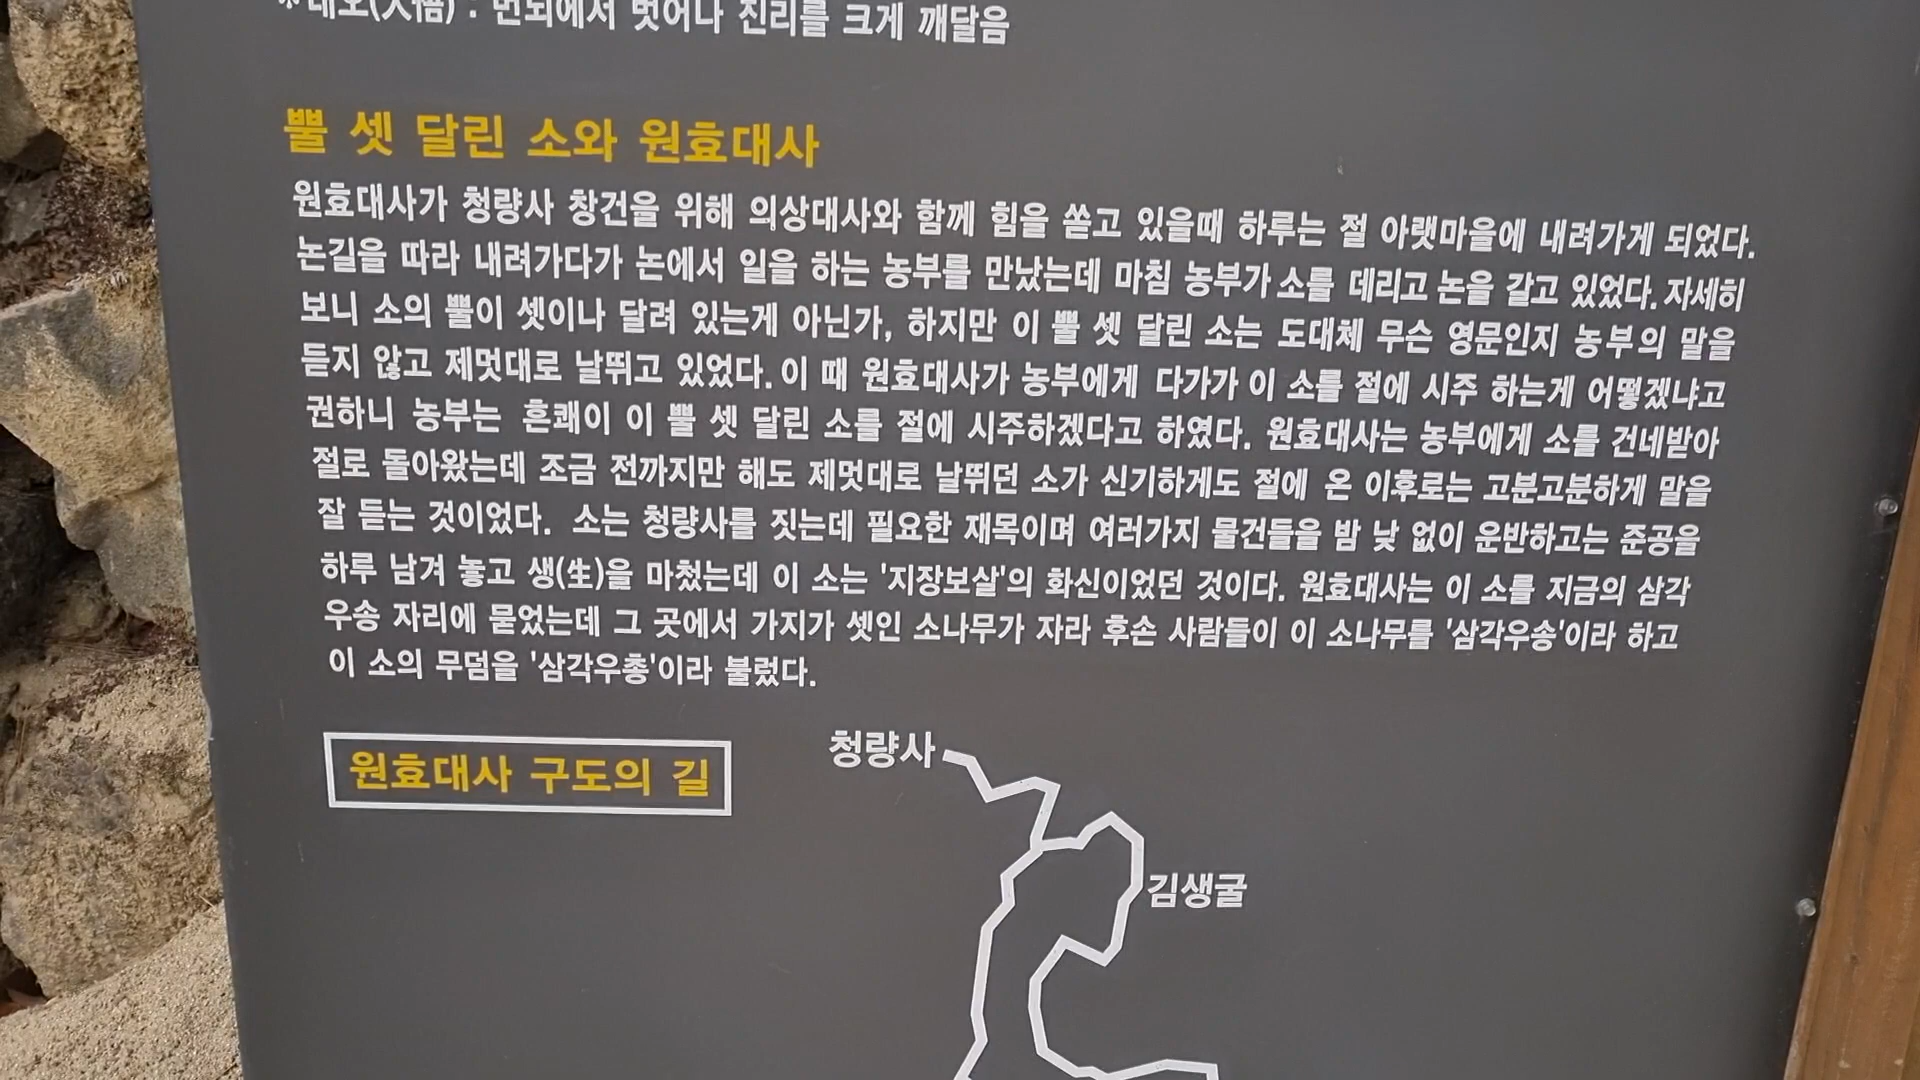 *대오(大悟) : 번뇌에서 벗어나 진리를 크게 깨달음
뿔 셋 달린 소와 원효대사
원효대사가 청량사 창건을 위해 의상대사와 함께 힘을 쏟고 있을때 하루는 절 아랫마을에 내려가게 되었다.
논길을 따라 내려가다가 논에서 일을 하는 농부를 만났는데 마침 농부가 소를 데리고 논을 갈고 있었다. 자세히
보니 소의 뿔이 셋이나 달려 있는게 아닌가, 하지만 이 뿔 셋 달린 소는 도대체 무슨 영문인지 농부의 말을
듣지 않고 제멋대로 날뛰고 있었다. 이 때 원효대사가 농부에게 다가가 이 소를 절에 시주 하는게 어떻겠냐고
권하니 농부는 흔쾌이 이 뿔 셋 달린 소를 절에 시주하겠다고 하였다. 원효대사는 농부에게 소를 건네받아
절로 돌아왔는데 조금 전까지만 해도 제멋대로 날뛰던 소가 신기하게도 절에 온 이후로는 고분고분하게 말을
잘 듣는 것이었다. 소는 청량사를 짓는데 필요한 재목이며 여러가지 물건들을 밤 낮 없이 운반하고는 준공을
하루 남겨 놓고 생(生)을 마쳤는데 이 소는 '지장보살'의 화신이었던 것이다. 원효대사는 이 소를 지금의 삼각
우송 자리에 묻었는데 그 곳에서 가지가 셋인 소나무가 자라 후손 사람들이 이 소나무를 '삼각우송'이라 하고
이 소의 무덤을 '삼각우총'이라 불렀다.
원효대사 구도의 길
청량사
김생굴